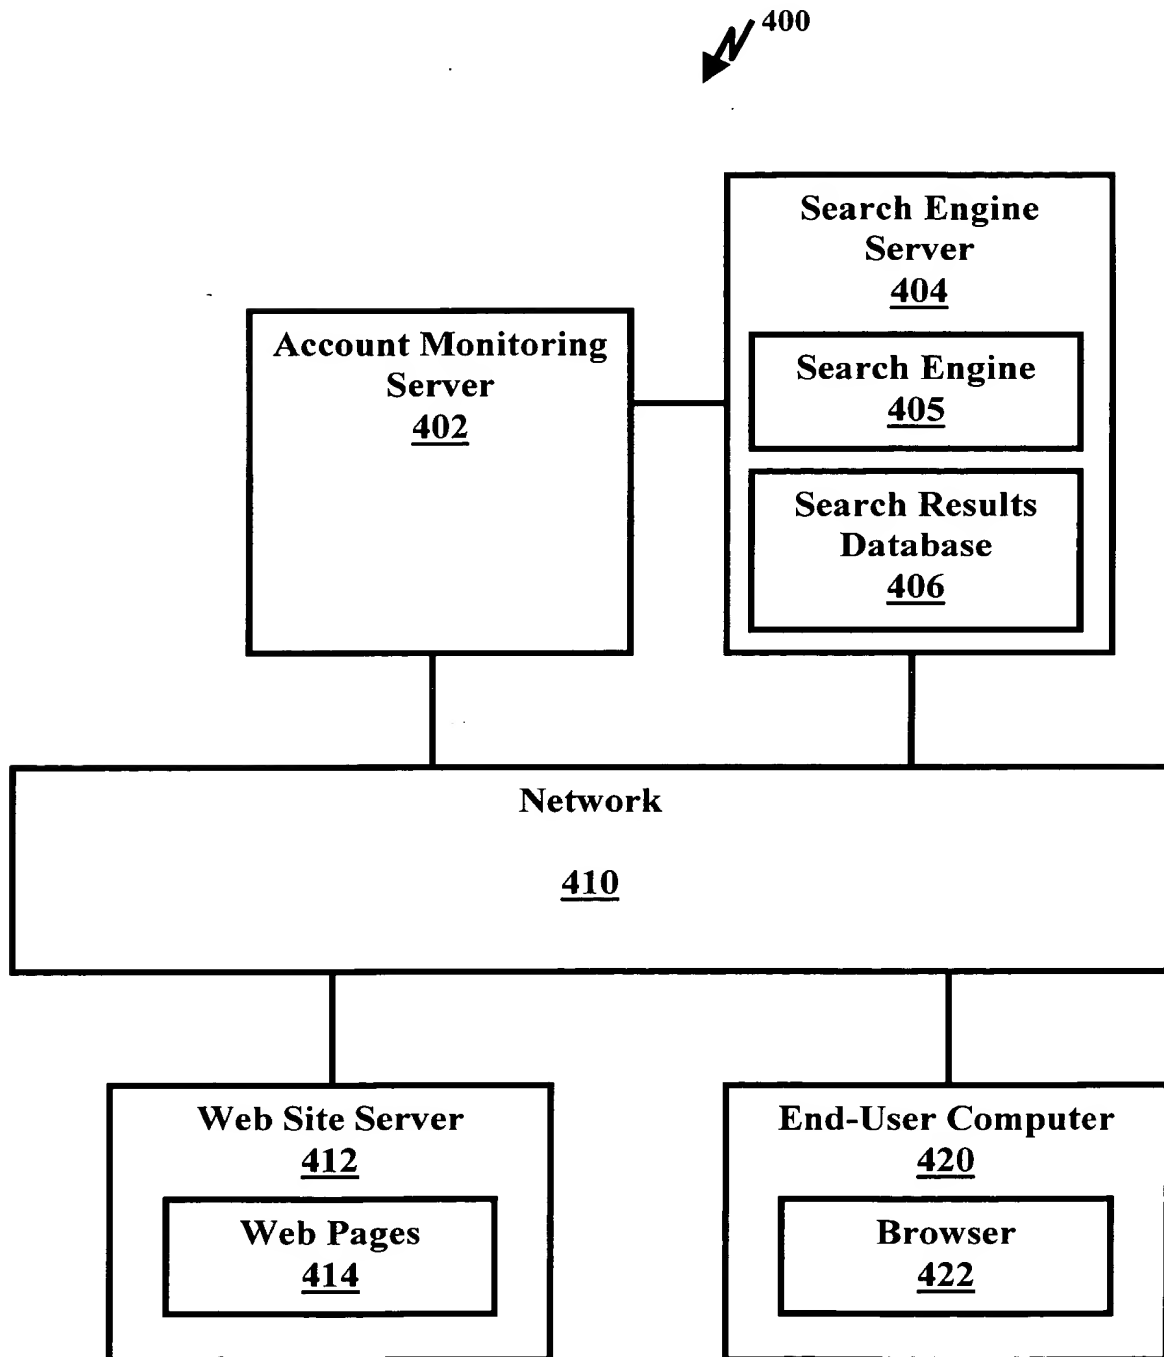 400
Search Engine
Server
404
Account Monitoring
Server
402
Search Engine
405
Search Results
Database
406
Network
410
Web Site Server
412
Web Pages
414
End-User Computer
420
Browser
422